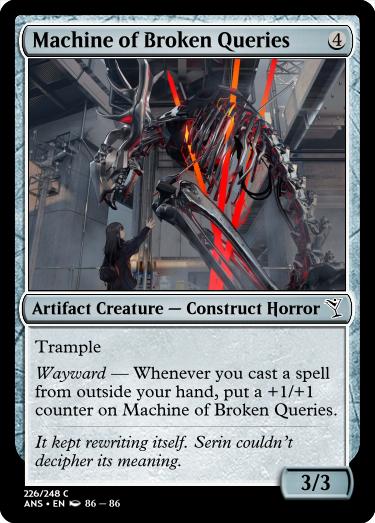 Machine of Broken Queries 4
Artifact Creature — Construct Horror
Trample
Wayward — Whenever you cast a spell
from outside your hand, put a +1/+1
counter on Machine of Broken Queries.
It kept rewriting itself. Serin couldn't
decipher its meaning.
3/3
226/248 C
ANS • EN 86 — 86